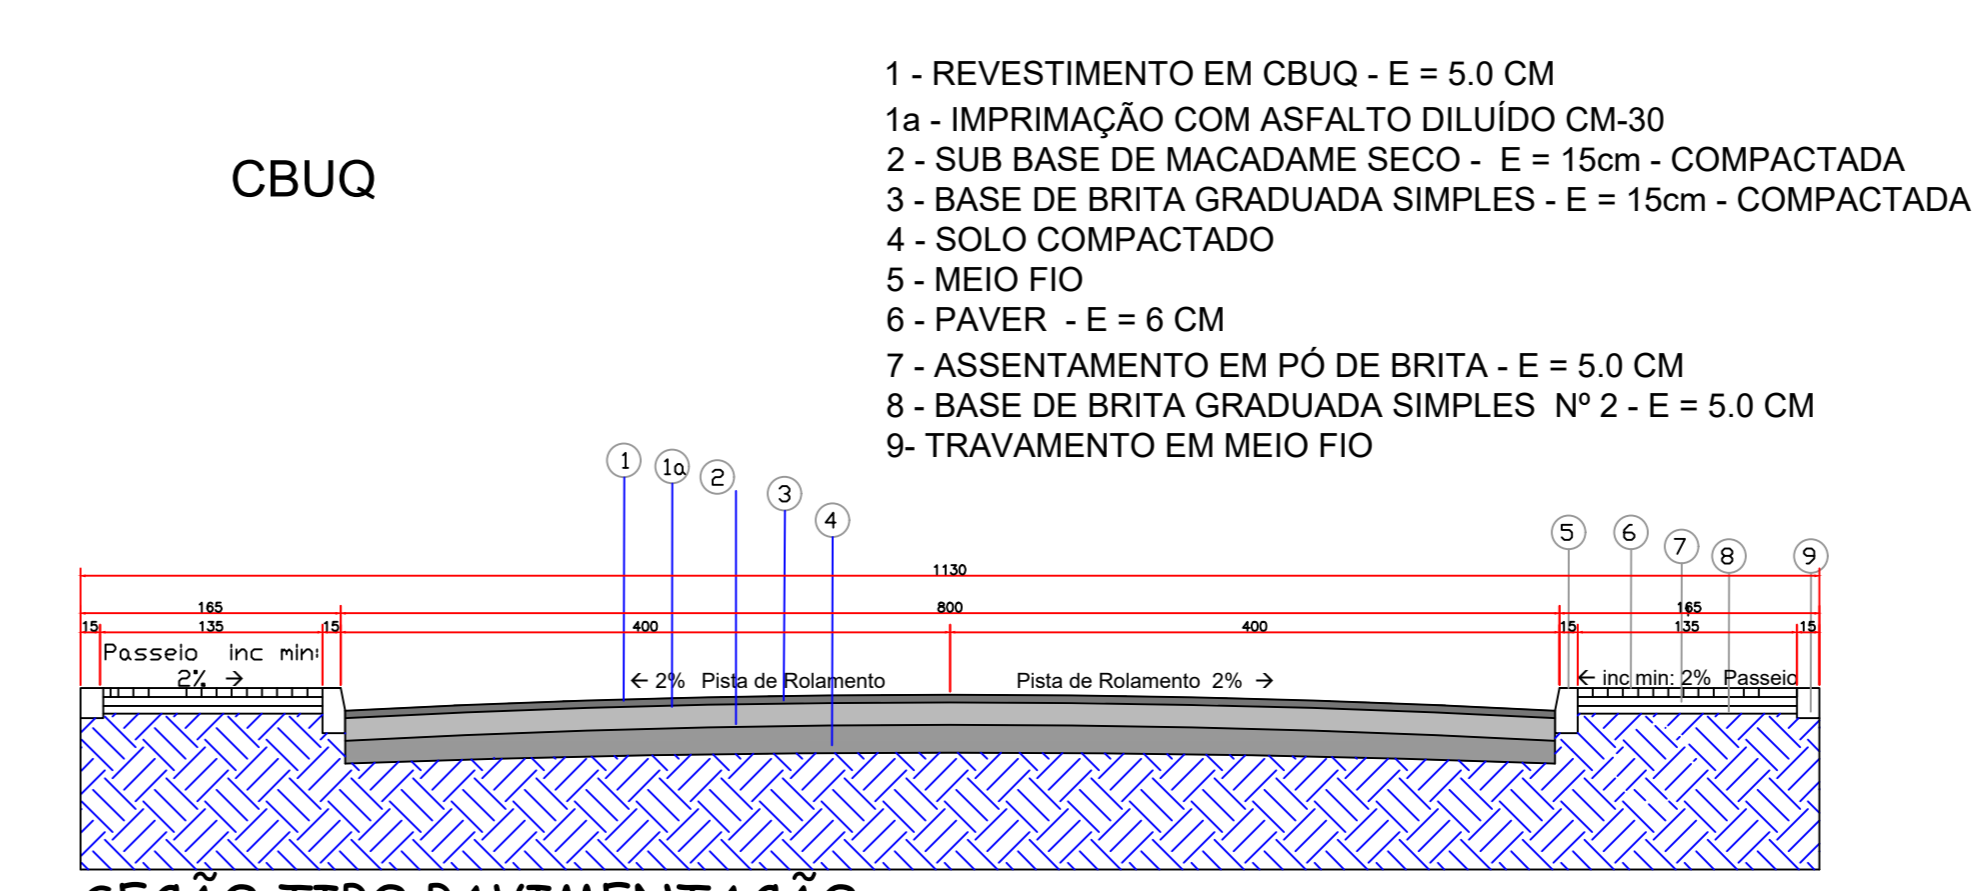 1 - REVESTIMENTO EM CBUQ - E = 5.0 CM
1a - IMPRIMAÇÃO COM ASFALTO DILUÍDO CM-30
CBUQ
2 - SUB BASE DE MACADAME SECO - E = 15cm - COMPACTADA
3 - BASE DE BRITA GRADUADA SIMPLES - E = 15cm - COMPACTADA
4 - SOLO COMPACTADO
5 - MEIO FIO
6 - PAVER - E = 6 CM
7 - ASSENTAMENTO EM PÓ DE BRITA - E = 5.0 CM
8 - BASE DE BRITA GRADUADA SIMPLES Nº 2 - E = 5.0 CM
9- TRAVAMENTO EM MEIO FIO
1 1a 2 3 4 5 6 7 8 9
1130
165 800 165
15 135 15 400 400 15 135 15
Passeio inc min:
2% →
← 2% Pista de Rolamento
Pista de Rolamento 2% →
← inc min: 2% Passeio
SEÇÃO TIPO PAVIMENTAÇÃO